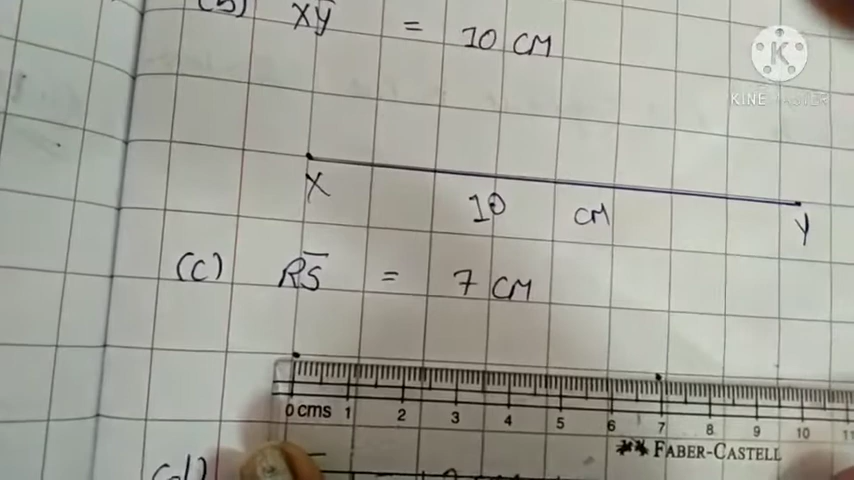 (b) XY = 10 CM
KINEMASTER
X
10 CM
Y
(C) RS = 7 CM
0 cms 1 2 3 4 5 6 7 8 9 10 11
FABER-CASTELL
(d)